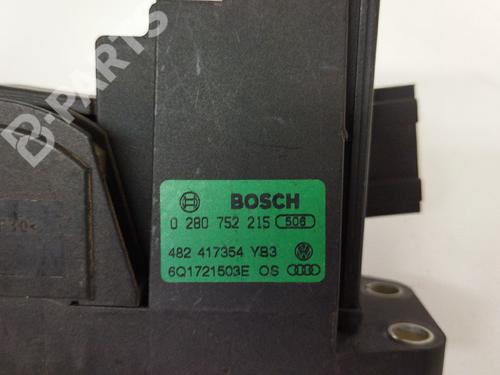 B-PARTS
BOSCH
0 280 752 215 506
482 417354 YB3
6Q1721503E OS